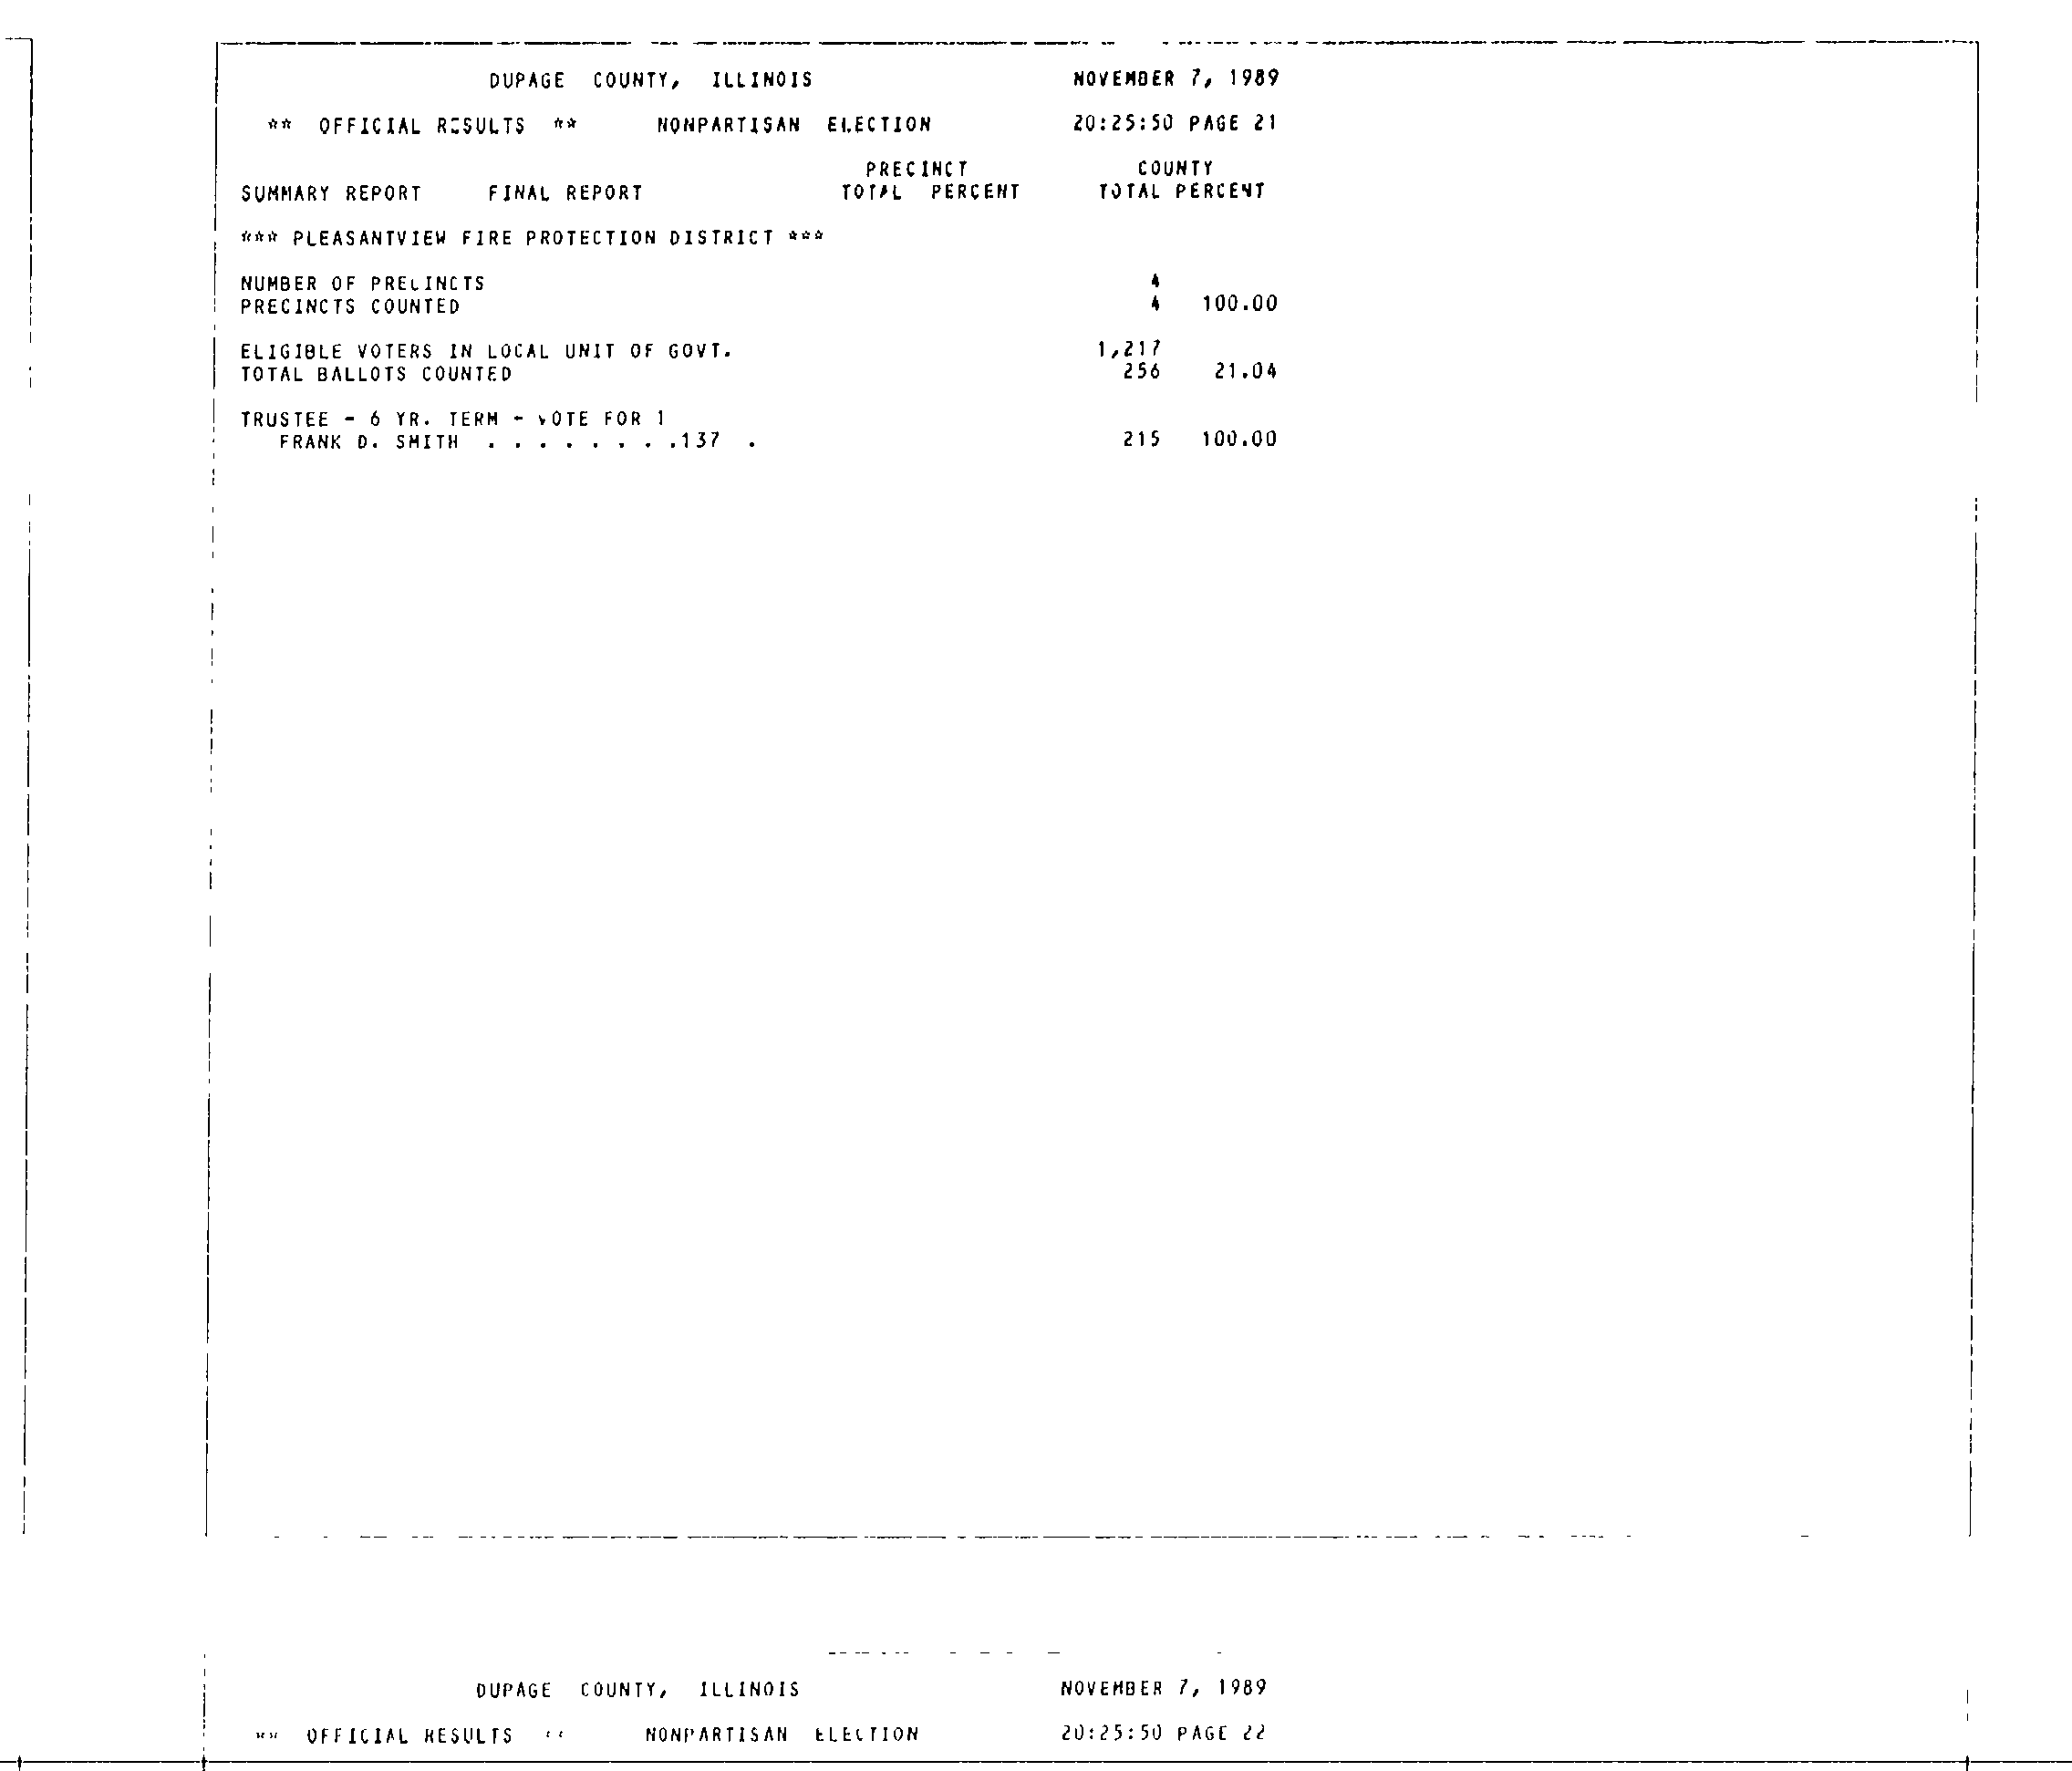 DUPAGE COUNTY, ILLINOIS NOVEMBER 7, 1989
** OFFICIAL RESULTS ** NONPARTISAN ELECTION 20:25:50 PAGE 21
PRECINCT COUNTY
SUMMARY REPORT FINAL REPORT TOTAL PERCENT TOTAL PERCENT
*** PLEASANTVIEW FIRE PROTECTION DISTRICT ***
NUMBER OF PRECINCTS 4
PRECINCTS COUNTED 4 100.00
ELIGIBLE VOTERS IN LOCAL UNIT OF GOVT. 1,217
TOTAL BALLOTS COUNTED 256 21.04
TRUSTEE - 6 YR. TERM - VOTE FOR 1
FRANK D. SMITH . . . . . . . .137 . 215 100.00
DUPAGE COUNTY, ILLINOIS NOVEMBER 7, 1989
** OFFICIAL RESULTS ** NONPARTISAN ELECTION 20:25:50 PAGE 22